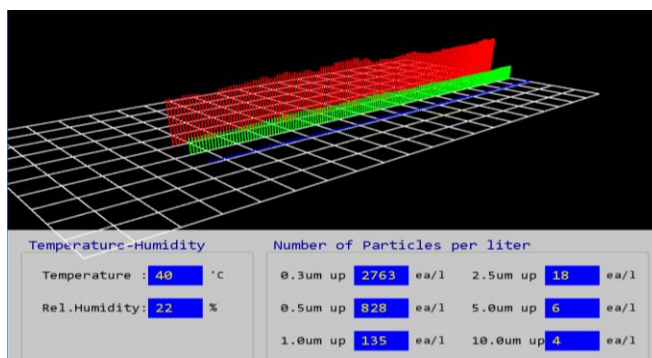 Temperature-Humidity
Temperature : 40 °C
Rel.Humidity: 22 %
Number of Particles per liter
0.3um up 2763 ea/l 2.5um up 18 ea/l
0.5um up 828 ea/l 5.0um up 6 ea/l
1.0um up 135 ea/l 10.0um up 4 ea/l